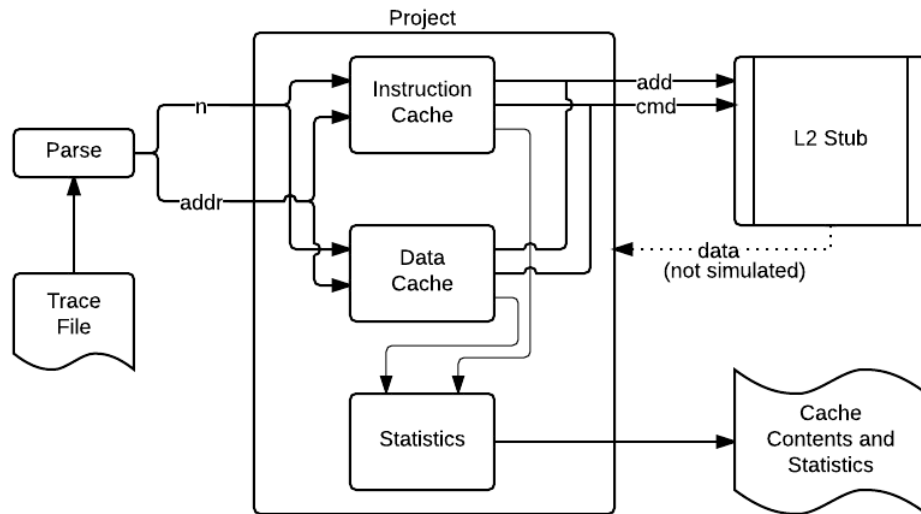 Project
Instruction
Cache
add
cmd
L2 Stub
n
Parse
addr
Data
Cache
data
(not simulated)
Trace
File
Statistics
Cache
Contents and
Statistics